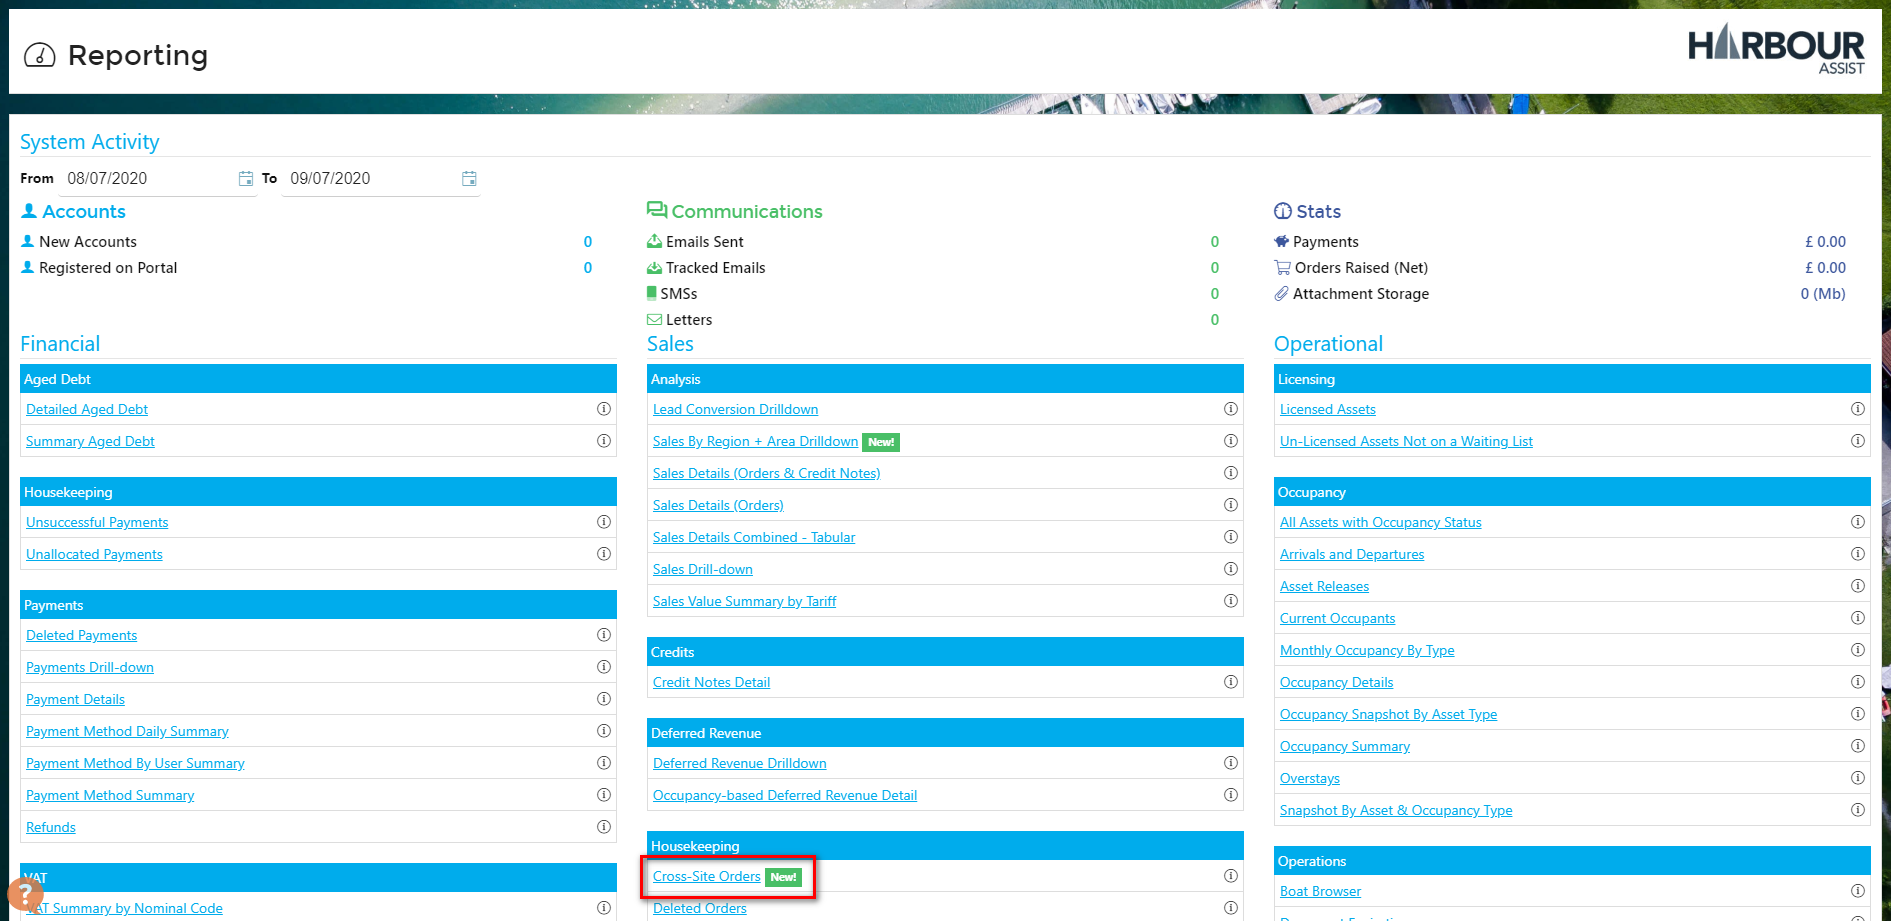 Reporting
HARBOUR
ASSIST
System Activity
From 08/07/2020 To 09/07/2020
Accounts
New Accounts 0
Registered on Portal 0
Communications
Emails Sent 0
Tracked Emails 0
SMSs 0
Letters 0
Stats
Payments £ 0.00
Orders Raised (Net) £ 0.00
Attachment Storage 0 (Mb)
Financial
Aged Debt
Detailed Aged Debt
Summary Aged Debt
Housekeeping
Unsuccessful Payments
Unallocated Payments
Payments
Deleted Payments
Payments Drill-down
Payment Details
Payment Method Daily Summary
Payment Method By User Summary
Payment Method Summary
Refunds
VAT
VAT Summary by Nominal Code
?
Sales
Analysis
Lead Conversion Drilldown
Sales By Region + Area Drilldown New!
Sales Details (Orders & Credit Notes)
Sales Details (Orders)
Sales Details Combined - Tabular
Sales Drill-down
Sales Value Summary by Tariff
Credits
Credit Notes Detail
Deferred Revenue
Deferred Revenue Drilldown
Occupancy-based Deferred Revenue Detail
Housekeeping
Cross-Site Orders New!
Deleted Orders
Operational
Licensing
Licensed Assets
Un-Licensed Assets Not on a Waiting List
Occupancy
All Assets with Occupancy Status
Arrivals and Departures
Asset Releases
Current Occupants
Monthly Occupancy By Type
Occupancy Details
Occupancy Snapshot By Asset Type
Occupancy Summary
Overstays
Snapshot By Asset & Occupancy Type
Operations
Boat Browser